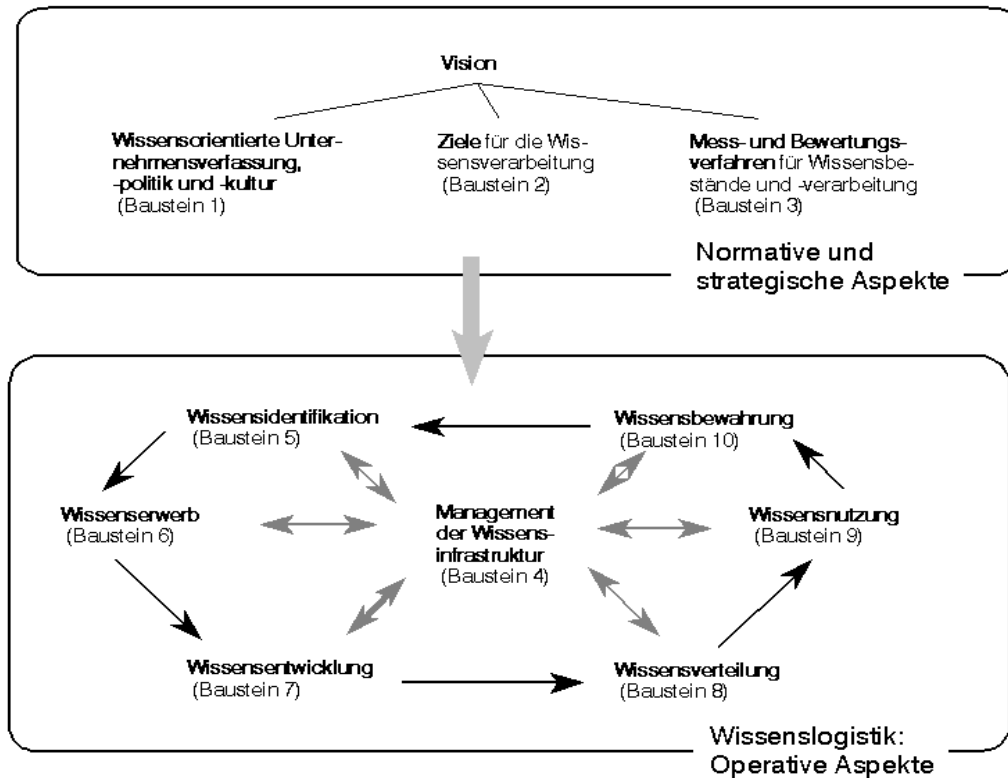 Vision
Wissensorientierte Unter-
nehmensverfassung,
-politik und -kultur
(Baustein 1)
Ziele für die Wis-
sensverarbeitung
(Baustein 2)
Mess- und Bewertungs-
verfahren für Wissensbe-
stände und -verarbeitung
(Baustein 3)
Normative und
strategische Aspekte
Wissensidentifikation
(Baustein 5)
Wissensbewahrung
(Baustein 10)
Wissenserwerb
(Baustein 6)
Management
der Wissens-
infrastruktur
(Baustein 4)
Wissensnutzung
(Baustein 9)
Wissensentwicklung
(Baustein 7)
Wissensverteilung
(Baustein 8)
Wissenslogistik:
Operative Aspekte